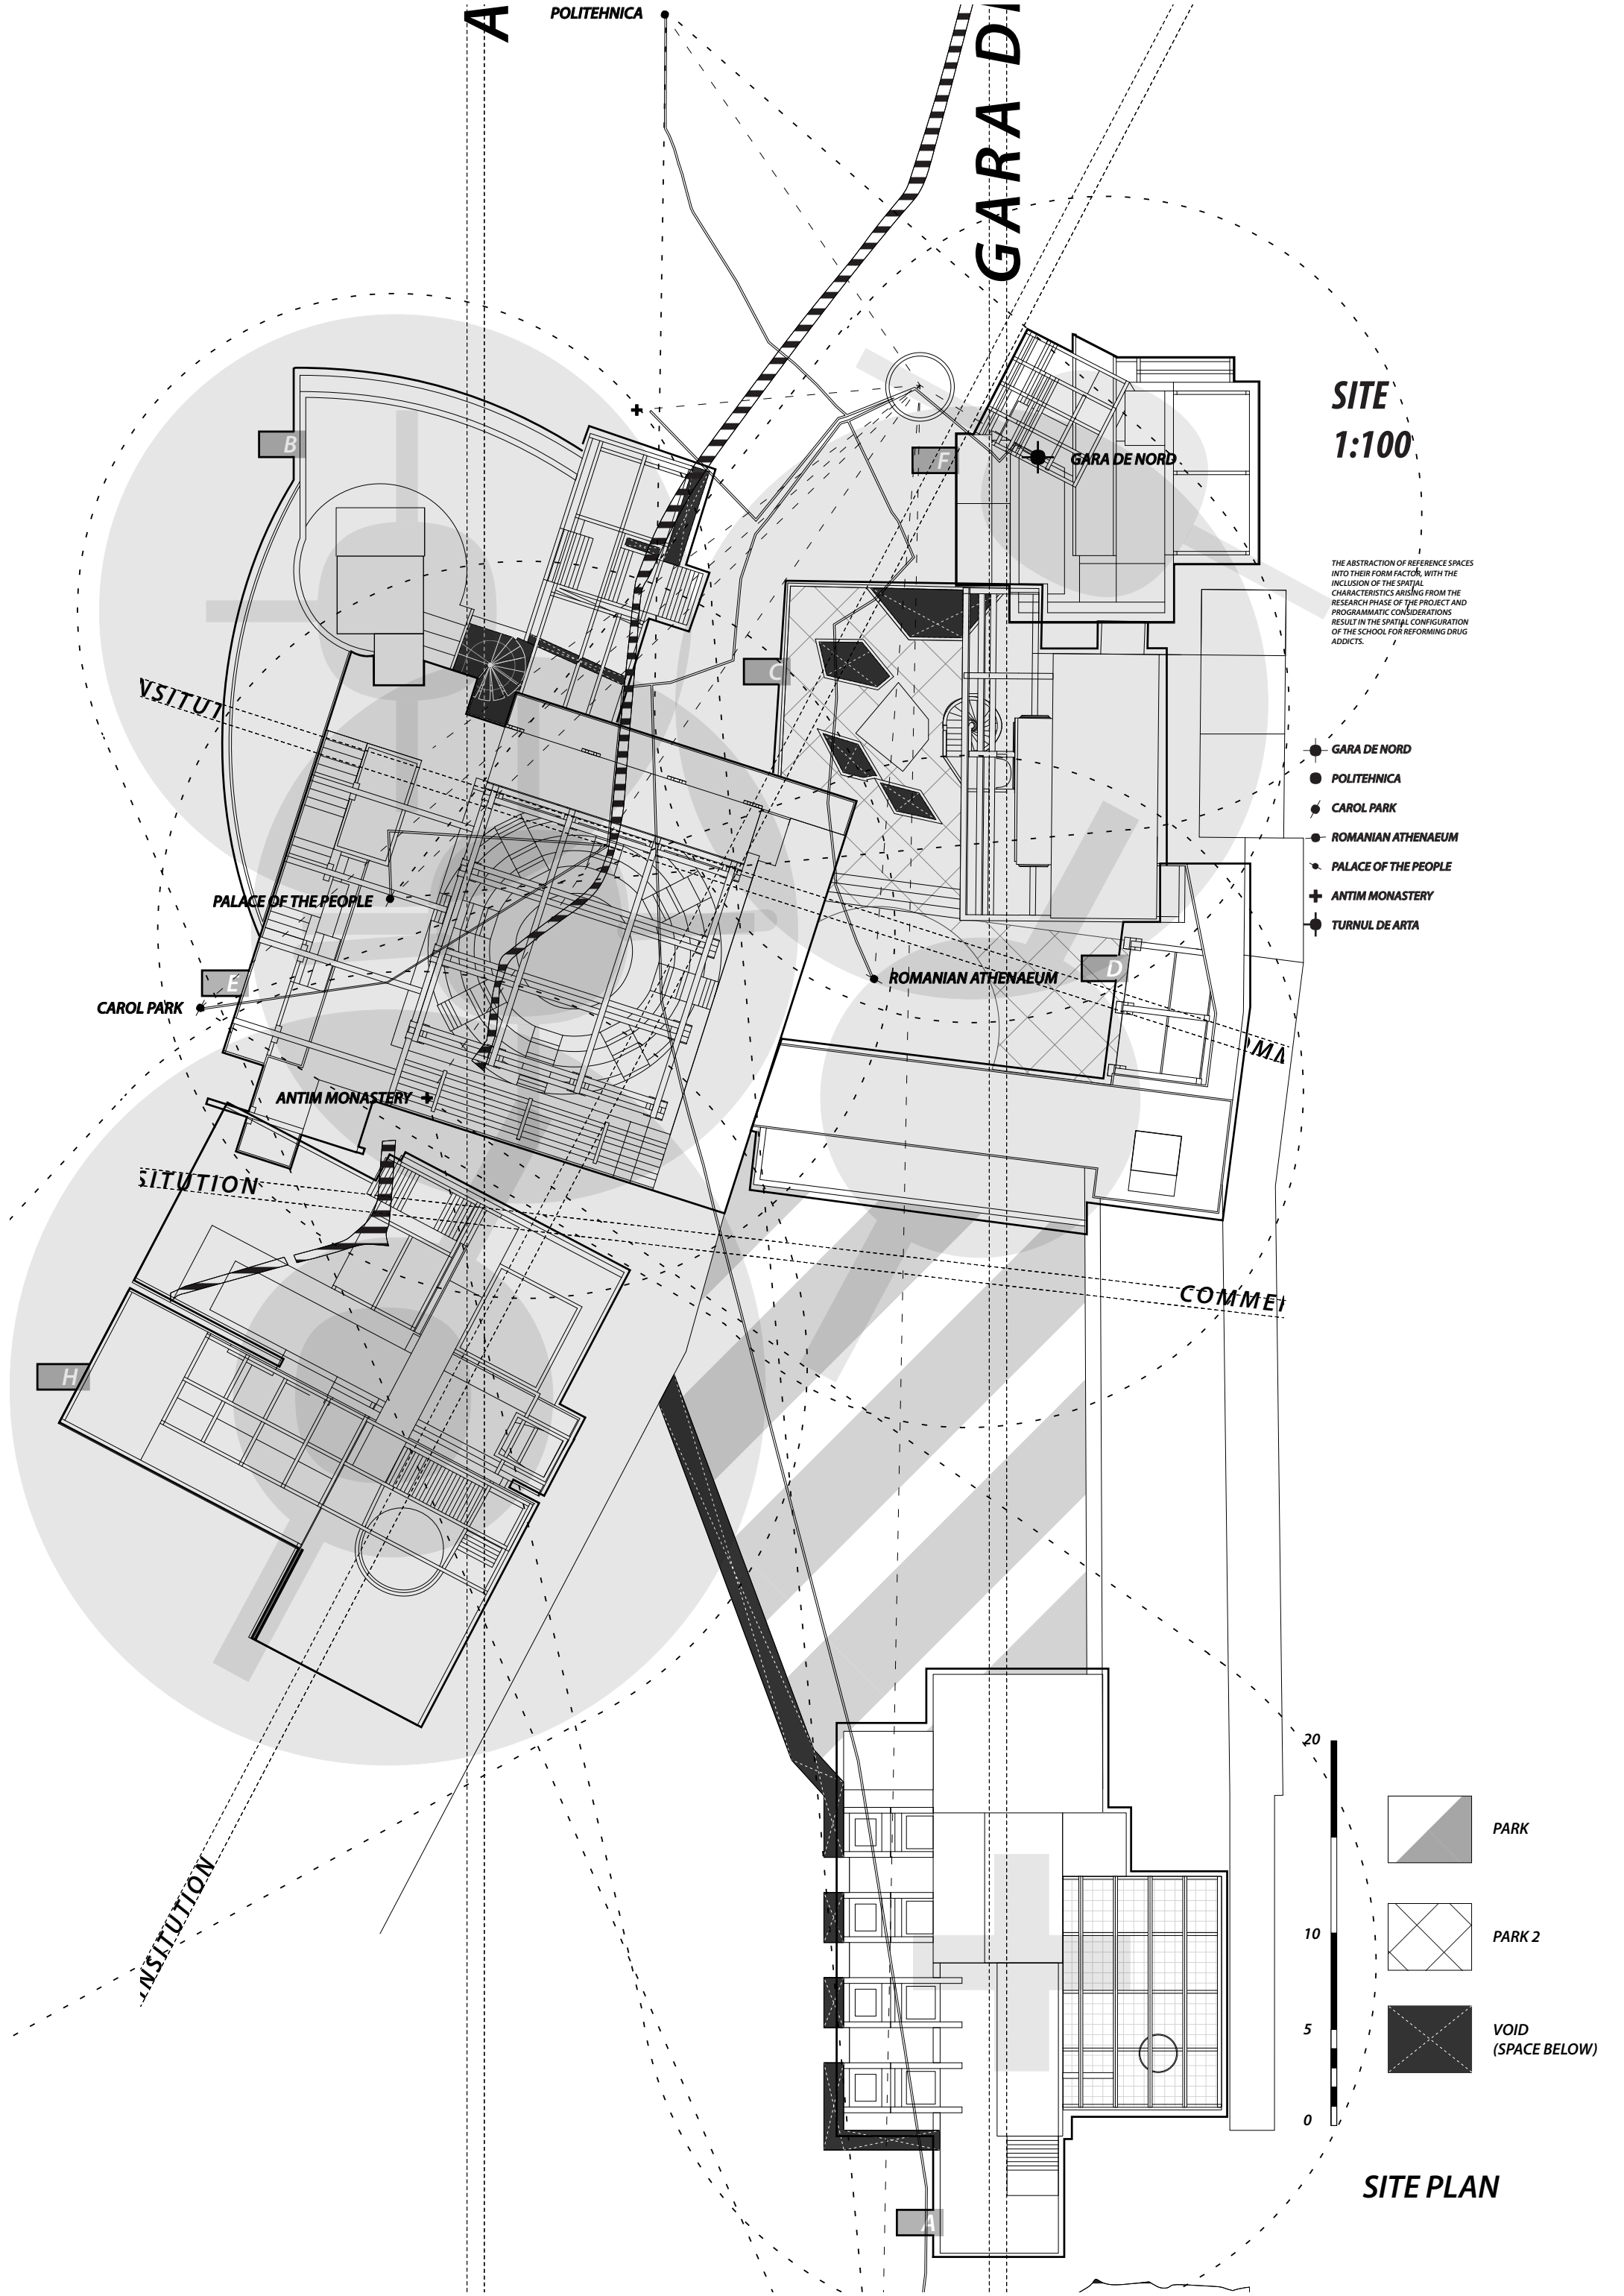 A
POLITEHNICA
GARA D
B
F
GARA DE NORD
SITE
1:100
THE ABSTRACTION OF REFERENCE SPACES
INTO THEIR FORM FACTOR, WITH THE
INCLUSION OF THE SPATIAL
CHARACTERISTICS ARISING FROM THE
RESEARCH PHASE OF THE PROJECT AND
PROGRAMMATIC CONSIDERATIONS
RESULT IN THE SPATIAL CONFIGURATION
OF THE SCHOOL FOR REFORMING DRUG
ADDICTS.
C
GARA DE NORD
POLITEHNICA
CAROL PARK
ROMANIAN ATHENAEUM
PALACE OF THE PEOPLE
ANTIM MONASTERY
TURNUL DE ARTA
PALACE OF THE PEOPLE
E
CAROL PARK
ROMANIAN ATHENAEUM
D
ANTIM MONASTERY
SITUTION
COMME
H
NSITUTION
20
10
5
0
PARK
PARK 2
VOID
(SPACE BELOW)
SITE PLAN
A